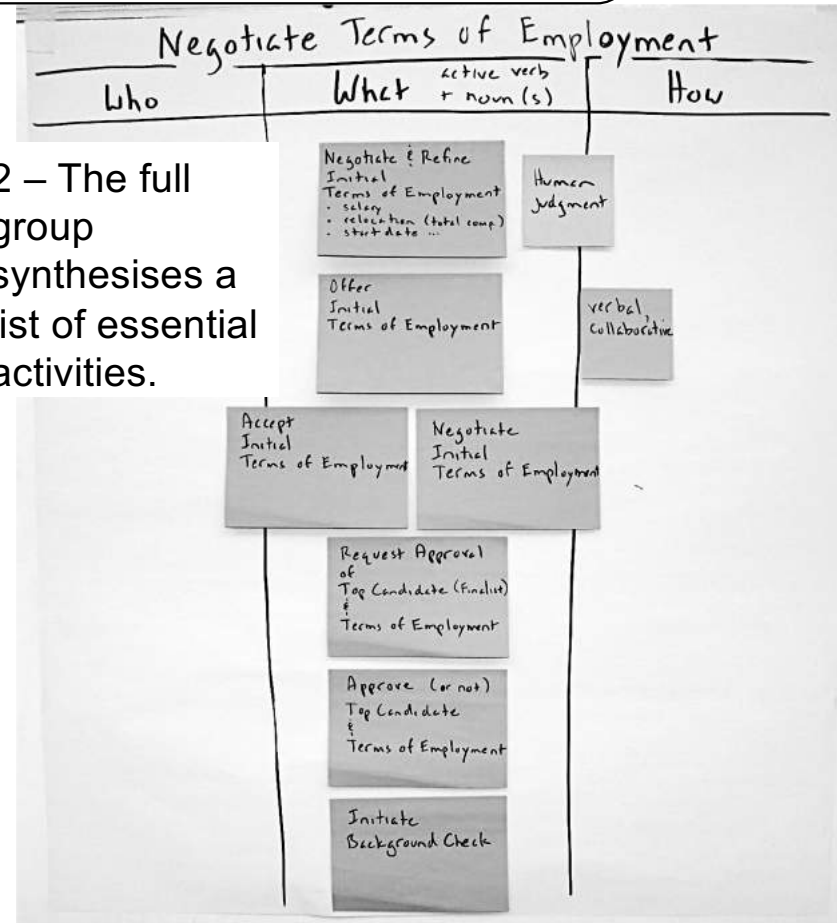 Negotiate Terms of Employment
Who
What
active verb
+ noun(s)
How
2 – The full
group
synthesises a
list of essential
activities.
Negotiate & Refine
Initial
Terms of Employment
• salary
• relocation (total comp)
• start date ...
Human
judgment
Offer
Initial
Terms of Employment
verbal,
collaborative
Accept
Initial
Terms of Employment
Negotiate
Initial
Terms of Employment
Request Approval
of
Top Candidate (Finalist)
&
Terms of Employment
Approve (or not)
Top Candidate
&
Terms of Employment
Initiate
Background Check